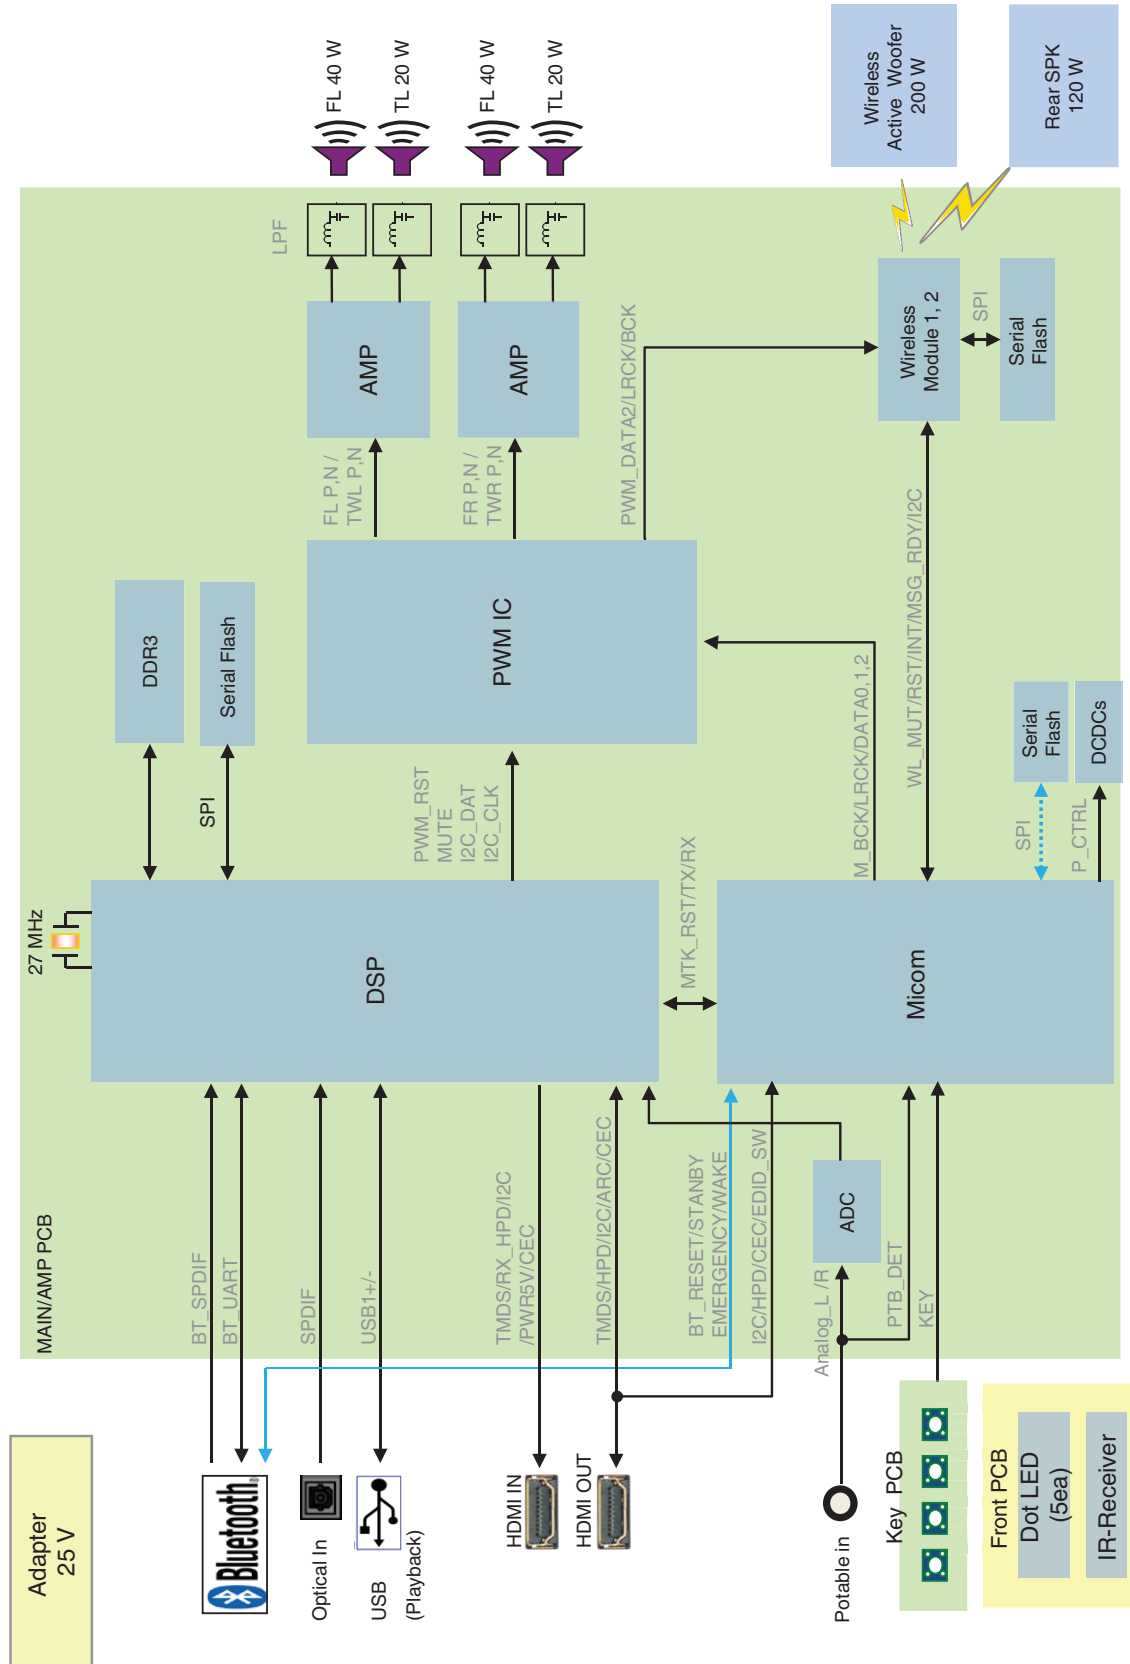 Adapter
25 V
MAIN/AMP PCB
27 MHz
Bluetooth
®
Optical In
USB
(Playback)
HDMI IN
HDMI OUT
Potable in
Key PCB
Front PCB
Dot LED
(5ea)
IR-Receiver
BT_SPDIF
BT_UART
SPDIF
USB1+/-
TMDS/RX_HPD/I2C
/PWR5V/CEC
TMDS/HPD/I2C/ARC/CEC
BT_RESET/STANBY
EMERGENCY/WAKE
I2C/HPD/CEC/EDID_SW
Analog_L /R
PTB_DET
KEY
ADC
DSP
MTK_RST/TX/RX
Micom
SPI
DDR3
Serial Flash
PWM_RST
MUTE
I2C_DAT
I2C_CLK
M_BCK/LRCK/DATA0,1,2
WL_MUT/RST/INT/MSG_RDY/I2C
SPI
P_CTRL
Serial
Flash
DCDCs
PWM IC
FL P,N /
TWL P,N
FR P,N /
TWR P,N
PWM_DATA2/LRCK/BCK
AMP
AMP
LPF
Wireless
Module 1, 2
SPI
Serial
Flash
FL 40 W
TL 20 W
FL 40 W
TL 20 W
Wireless
Active Woofer
200 W
Rear SPK
120 W